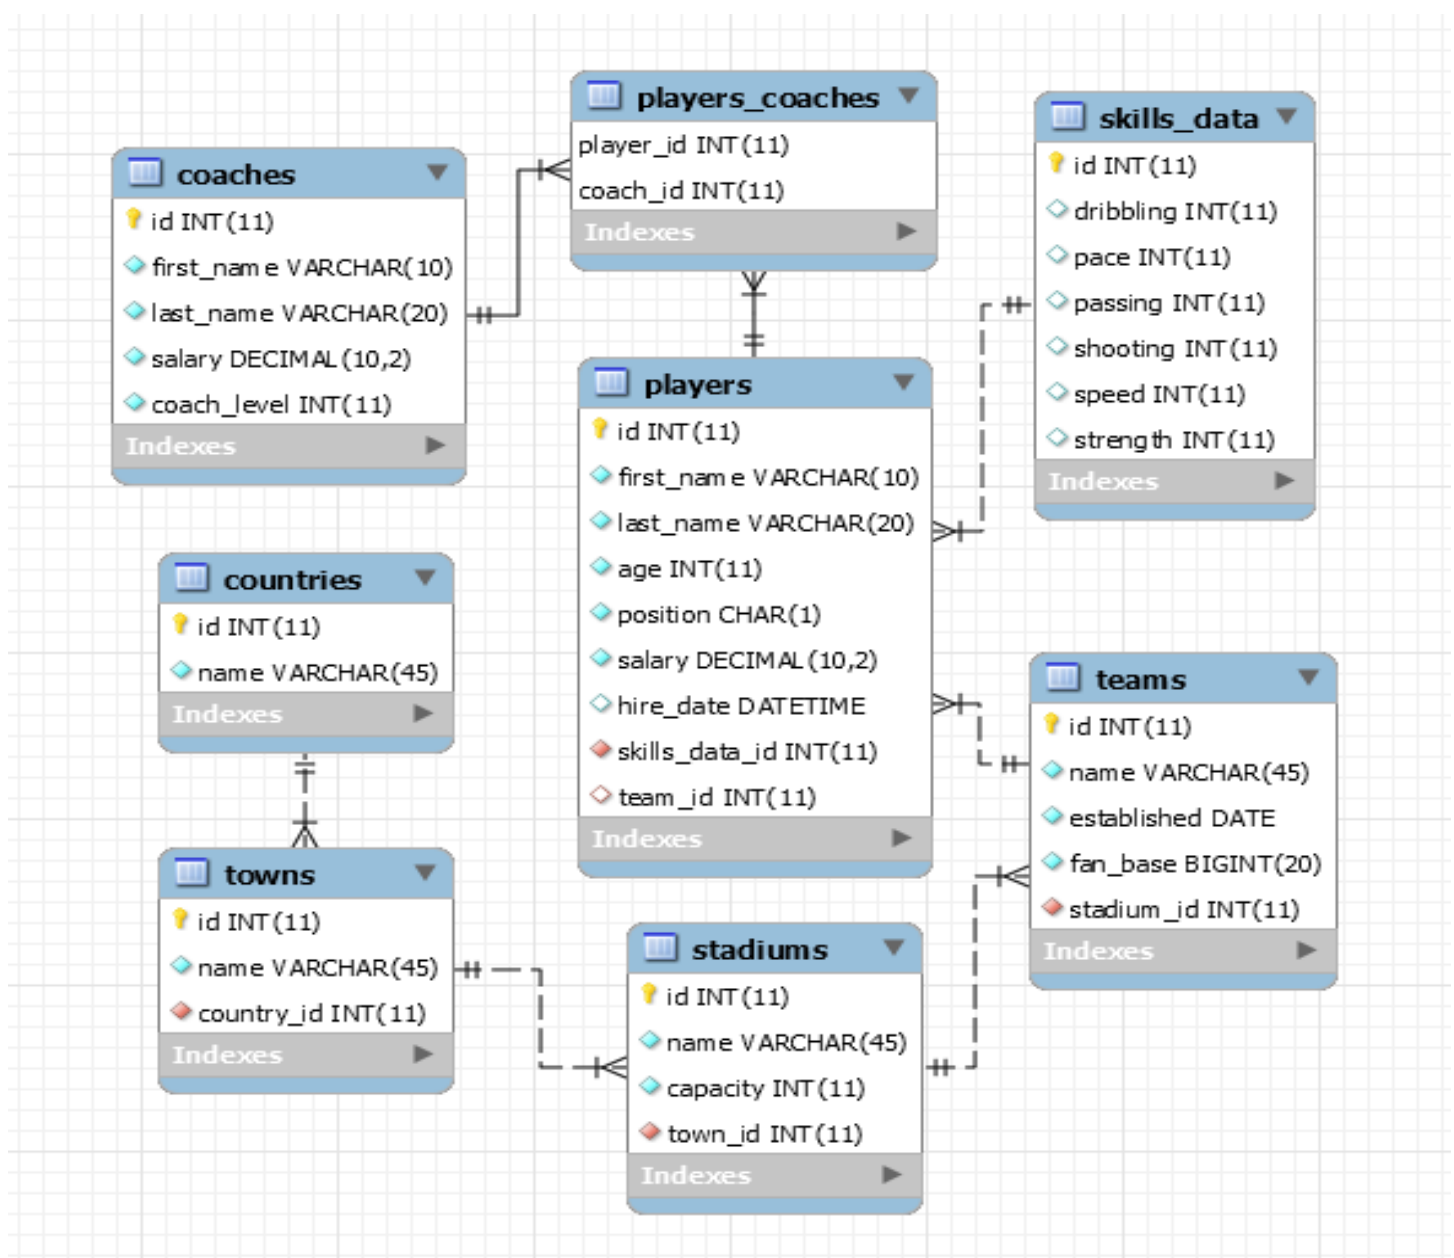 players_coaches
player_id INT(11)
coach_id INT(11)
Indexes
skills_data
id INT(11)
dribbling INT(11)
pace INT(11)
passing INT(11)
shooting INT(11)
speed INT(11)
strength INT(11)
Indexes
coaches
id INT(11)
first_name VARCHAR(10)
last_name VARCHAR(20)
salary DECIMAL(10,2)
coach_level INT(11)
Indexes
players
id INT(11)
first_name VARCHAR(10)
last_name VARCHAR(20)
age INT(11)
position CHAR(1)
salary DECIMAL(10,2)
hire_date DATETIME
skills_data_id INT(11)
team_id INT(11)
Indexes
countries
id INT(11)
name VARCHAR(45)
Indexes
teams
id INT(11)
name VARCHAR(45)
established DATE
fan_base BIGINT(20)
stadium_id INT(11)
Indexes
towns
id INT(11)
name VARCHAR(45)
country_id INT(11)
Indexes
stadiums
id INT(11)
name VARCHAR(45)
capacity INT(11)
town_id INT(11)
Indexes